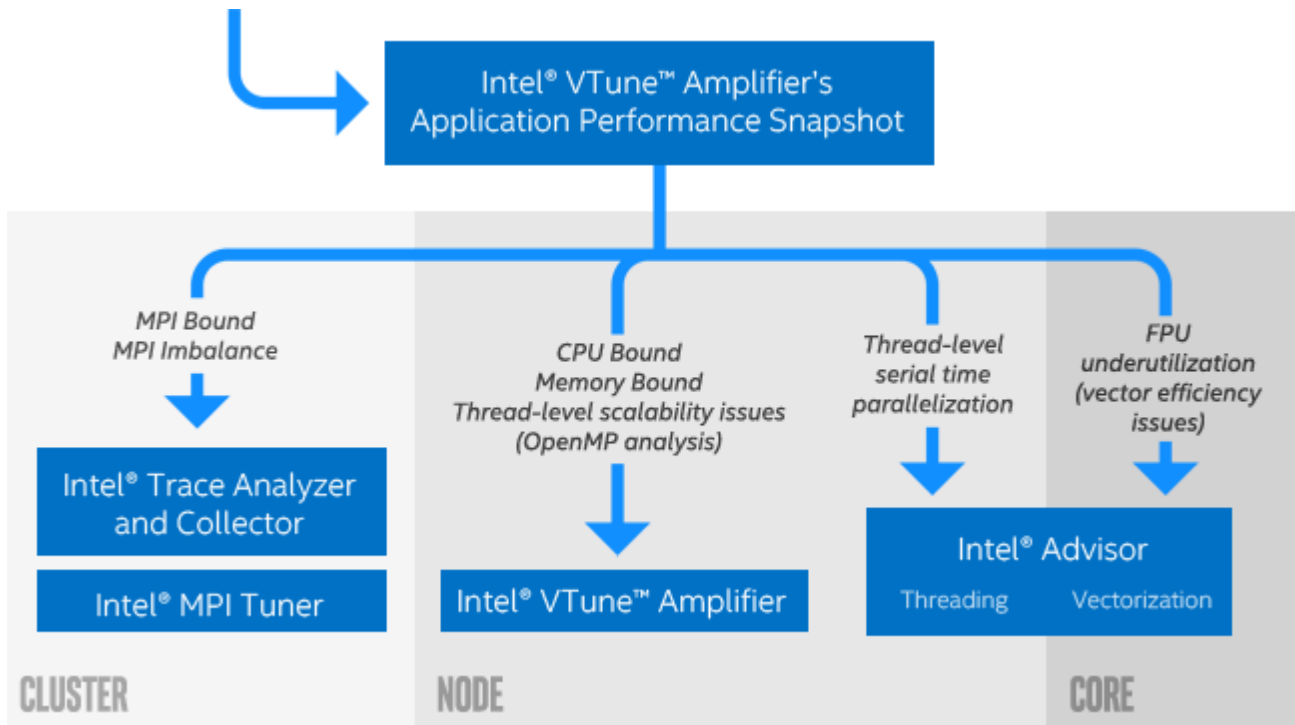 Intel® VTune™ Amplifier's
Application Performance Snapshot
MPI Bound
MPI Imbalance
CPU Bound
Memory Bound
Thread-level scalability issues
(OpenMP analysis)
Thread-level
serial time
parallelization
FPU
underutilization
(vector efficiency
issues)
Intel® Trace Analyzer
and Collector
Intel® MPI Tuner
Intel® VTune™ Amplifier
Intel® Advisor
Threading
Vectorization
CLUSTER
NODE
CORE